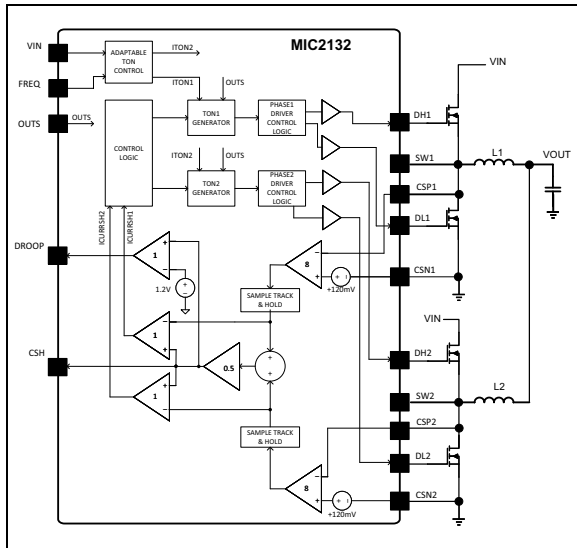 MIC2132
VIN
ADAPTABLE
TON
CONTROL
ITON2
FREQ
ITON1
OUTS
OUTS
OUTS
CONTROL
LOGIC
TON1
GENERATOR
PHASE1
DRIVER
CONTROL
LOGIC
ITON2
OUTS
TON2
GENERATOR
PHASE2
DRIVER
CONTROL
LOGIC
ICURRSH2
ICURRSH1
DROOP
1
+
−
1.2V
+
−
8
−
+
+
−
+120mV
SAMPLE TRACK
& HOLD
1
−
+
CSH
0.5
+
+
1
+
−
SAMPLE TRACK
& HOLD
8
−
+
+
−
+120mV
DH1
SW1
CSP1
DL1
CSN1
DH2
SW2
CSP2
DL2
CSN2
VIN
L1
VOUT
VIN
L2